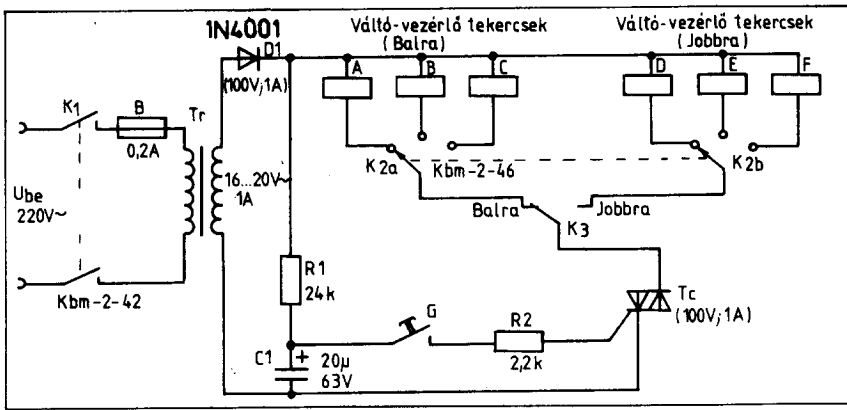 1N4001
D1
(100V; 1A)
Váltó-vezérlő tekercsek
(Balra)
A
B
C
Váltó-vezérlő tekercsek
(Jobbra)
D
E
F
K1
B
0,2A
Tr
Ube
220V~
16...20V~
1A
Kbm-2-42
K2a
Kbm-2-46
K2b
Balra
K3
Jobbra
R1
24k
G
R2
2,2k
Tc
(100V; 1A)
C1
+
20µ
63V